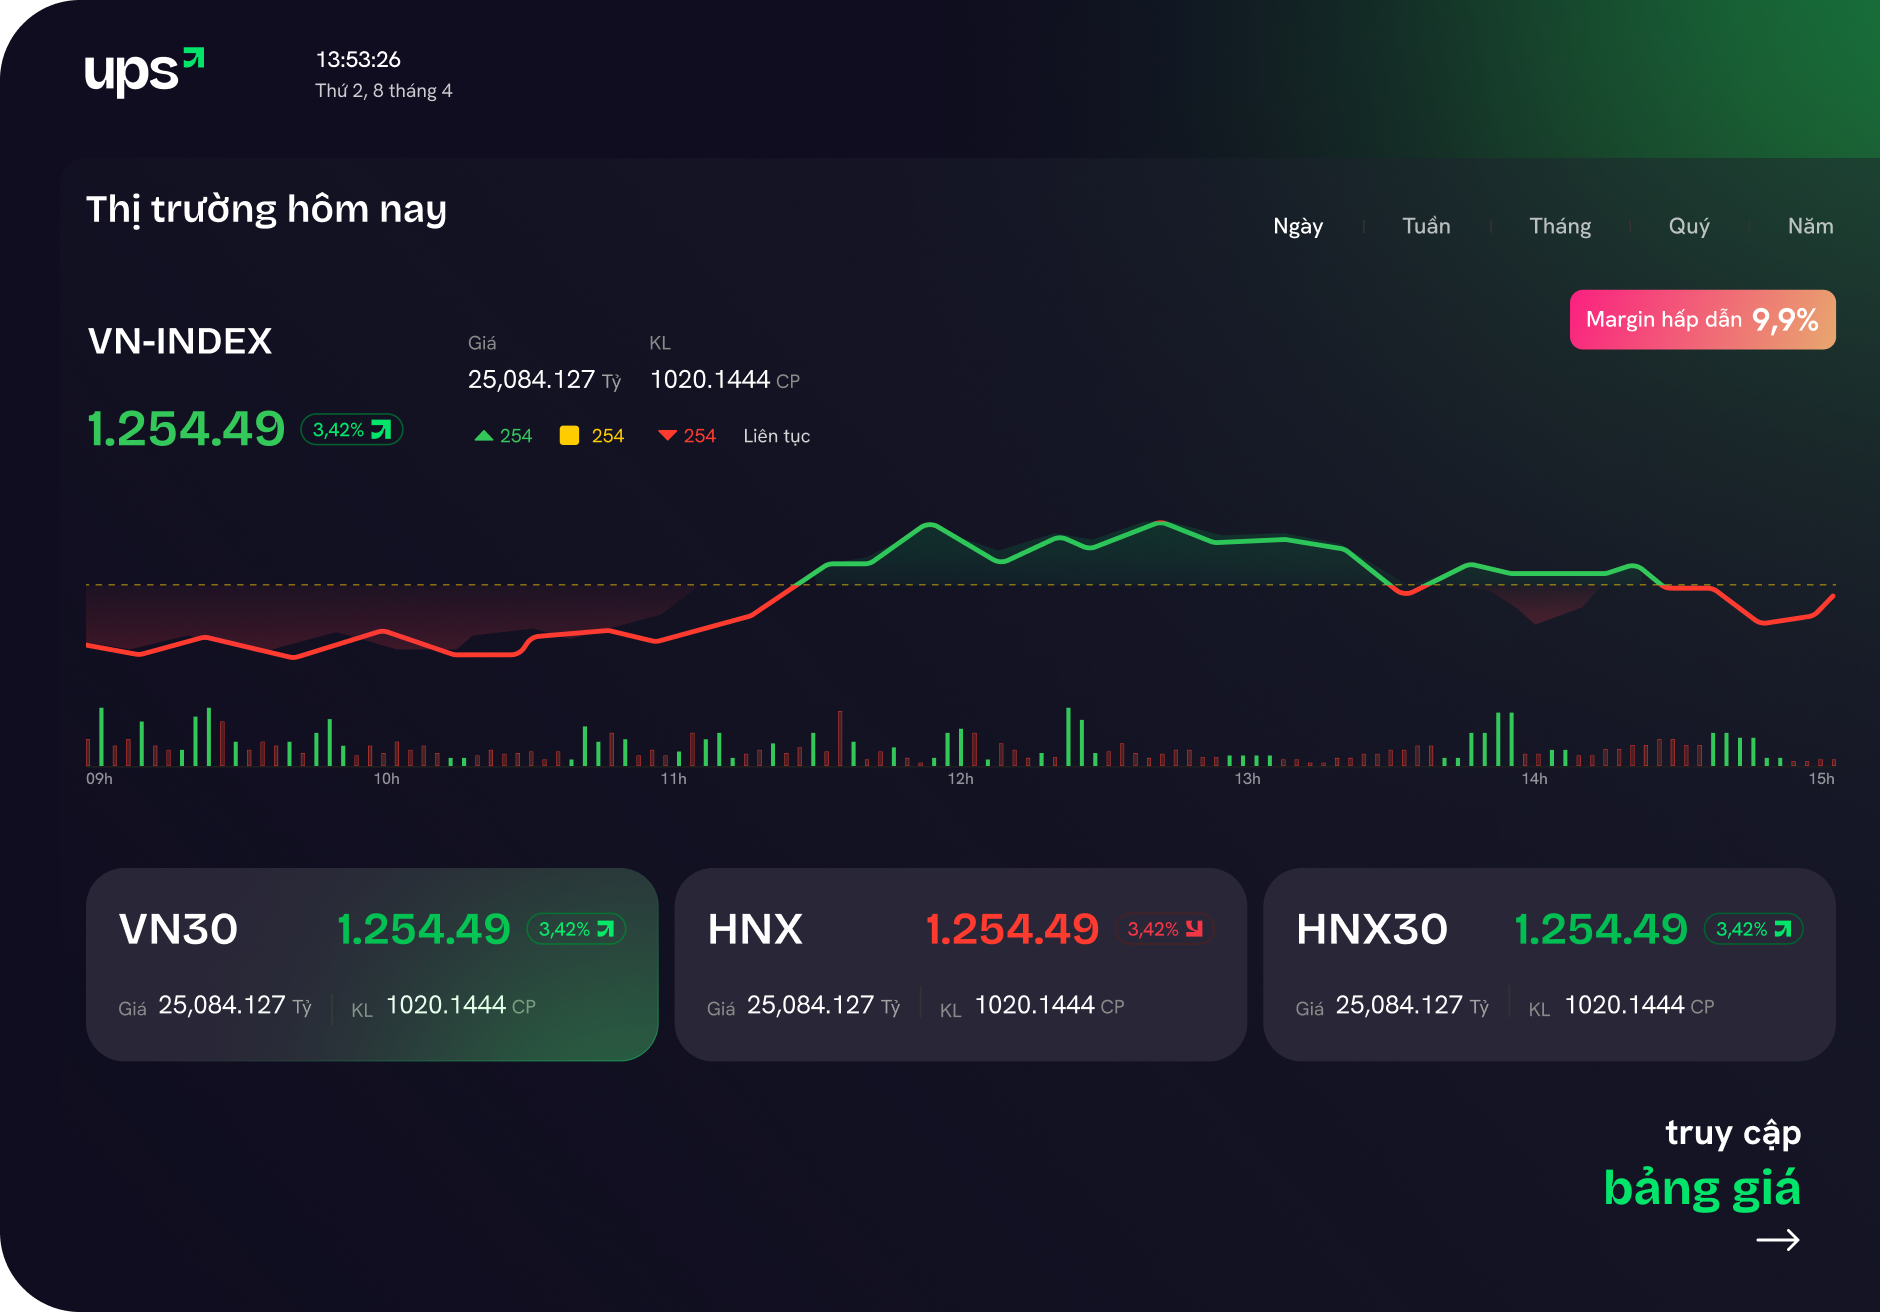 ups
13:53:26
Thứ 2, 8 tháng 4
Thị trường hôm nay
Ngày Tuần Tháng Quý Năm
Margin hấp dẫn 9,9%
VN-INDEX
Giá KL
25,084.127 Tỷ 1020.1444 CP
1.254.49 3,42%
254 254 254 Liên tục
09h 10h 11h 12h 13h 14h 15h
VN30 1.254.49 3,42%
Giá 25,084.127 Tỷ KL 1020.1444 CP
HNX 1.254.49 3,42%
Giá 25,084.127 Tỷ KL 1020.1444 CP
HNX30 1.254.49 3,42%
Giá 25,084.127 Tỷ KL 1020.1444 CP
truy cập
bảng giá